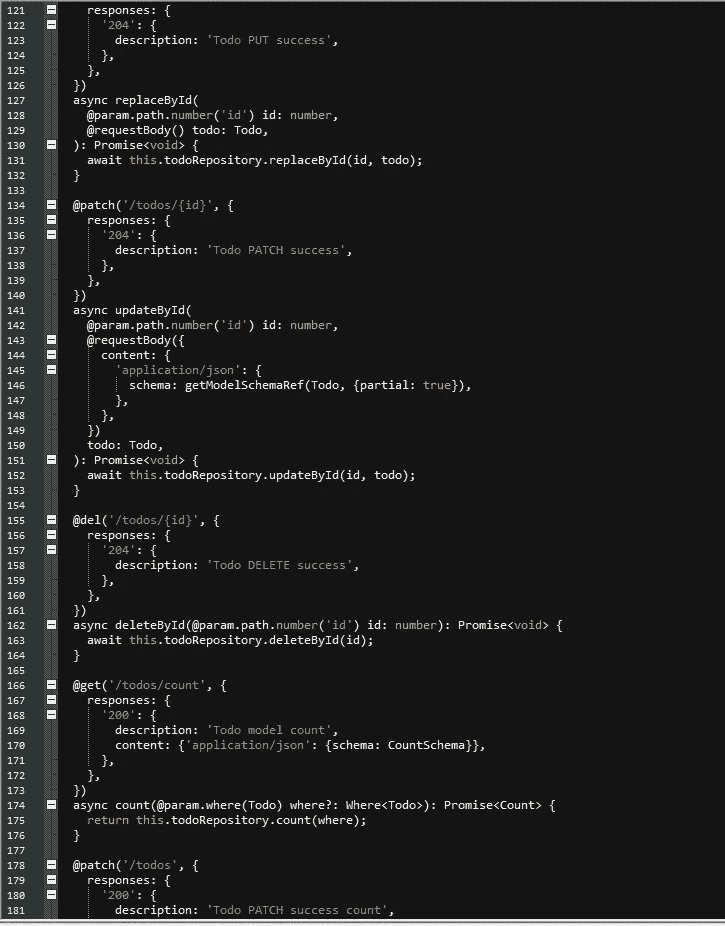 121 responses: {
122 '204': {
123 description: 'Todo PUT success',
124 },
125 },
126 })
127 async replaceById(
128 @param.path.number('id') id: number,
129 @requestBody() todo: Todo,
130 ): Promise<void> {
131 await this.todoRepository.replaceById(id, todo);
132 }
133
134 @patch('/todos/{id}', {
135 responses: {
136 '204': {
137 description: 'Todo PATCH success',
138 },
139 },
140 })
141 async updateById(
142 @param.path.number('id') id: number,
143 @requestBody({
144 content: {
145 'application/json': {
146 schema: getModelSchemaRef(Todo, {partial: true}),
147 },
148 },
149 })
150 todo: Todo,
151 ): Promise<void> {
152 await this.todoRepository.updateById(id, todo);
153 }
154
155 @del('/todos/{id}', {
156 responses: {
157 '204': {
158 description: 'Todo DELETE success',
159 },
160 },
161 })
162 async deleteById(@param.path.number('id') id: number): Promise<void> {
163 await this.todoRepository.deleteById(id);
164 }
165
166 @get('/todos/count', {
167 responses: {
168 '200': {
169 description: 'Todo model count',
170 content: {'application/json': {schema: CountSchema}},
171 },
172 },
173 })
174 async count(@param.where(Todo) where?: Where<Todo>): Promise<Count> {
175 return this.todoRepository.count(where);
176 }
177
178 @patch('/todos', {
179 responses: {
180 '200': {
181 description: 'Todo PATCH success count',